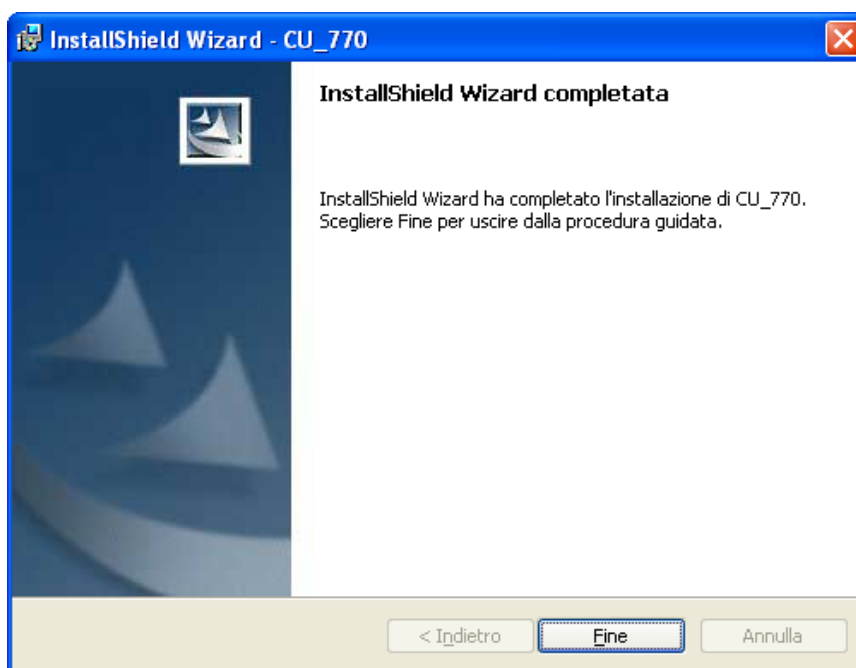 InstallShield Wizard - CU_770
InstallShield Wizard completata
InstallShield Wizard ha completato l'installazione di CU_770.
Scegliere Fine per uscire dalla procedura guidata.
< Indietro
Fine
Annulla